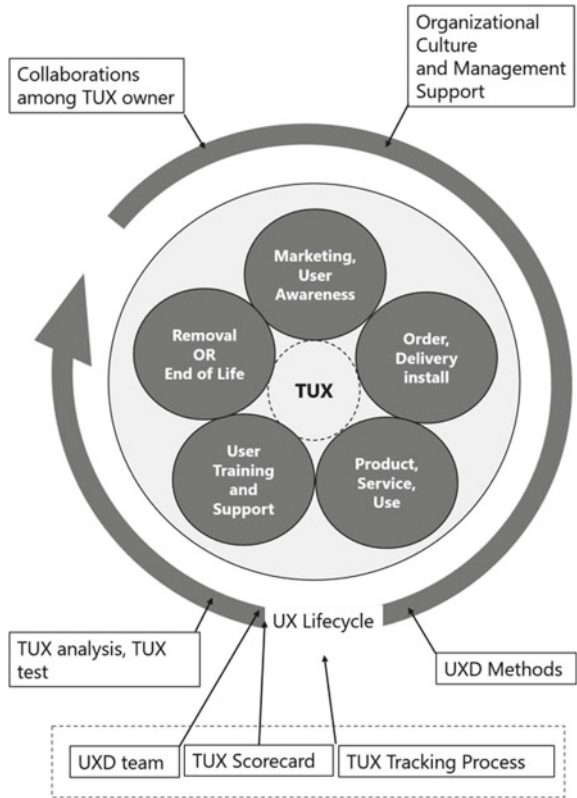 Organizational
Culture
and Management
Support
Collaborations
among TUX owner
Marketing,
User
Awareness
Removal
OR
End of Life
Order,
Delivery
install
TUX
User
Training
and
Support
Product,
Service,
Use
UX Lifecycle
TUX analysis, TUX
test
UXD Methods
UXD team
TUX Scorecard
TUX Tracking Process